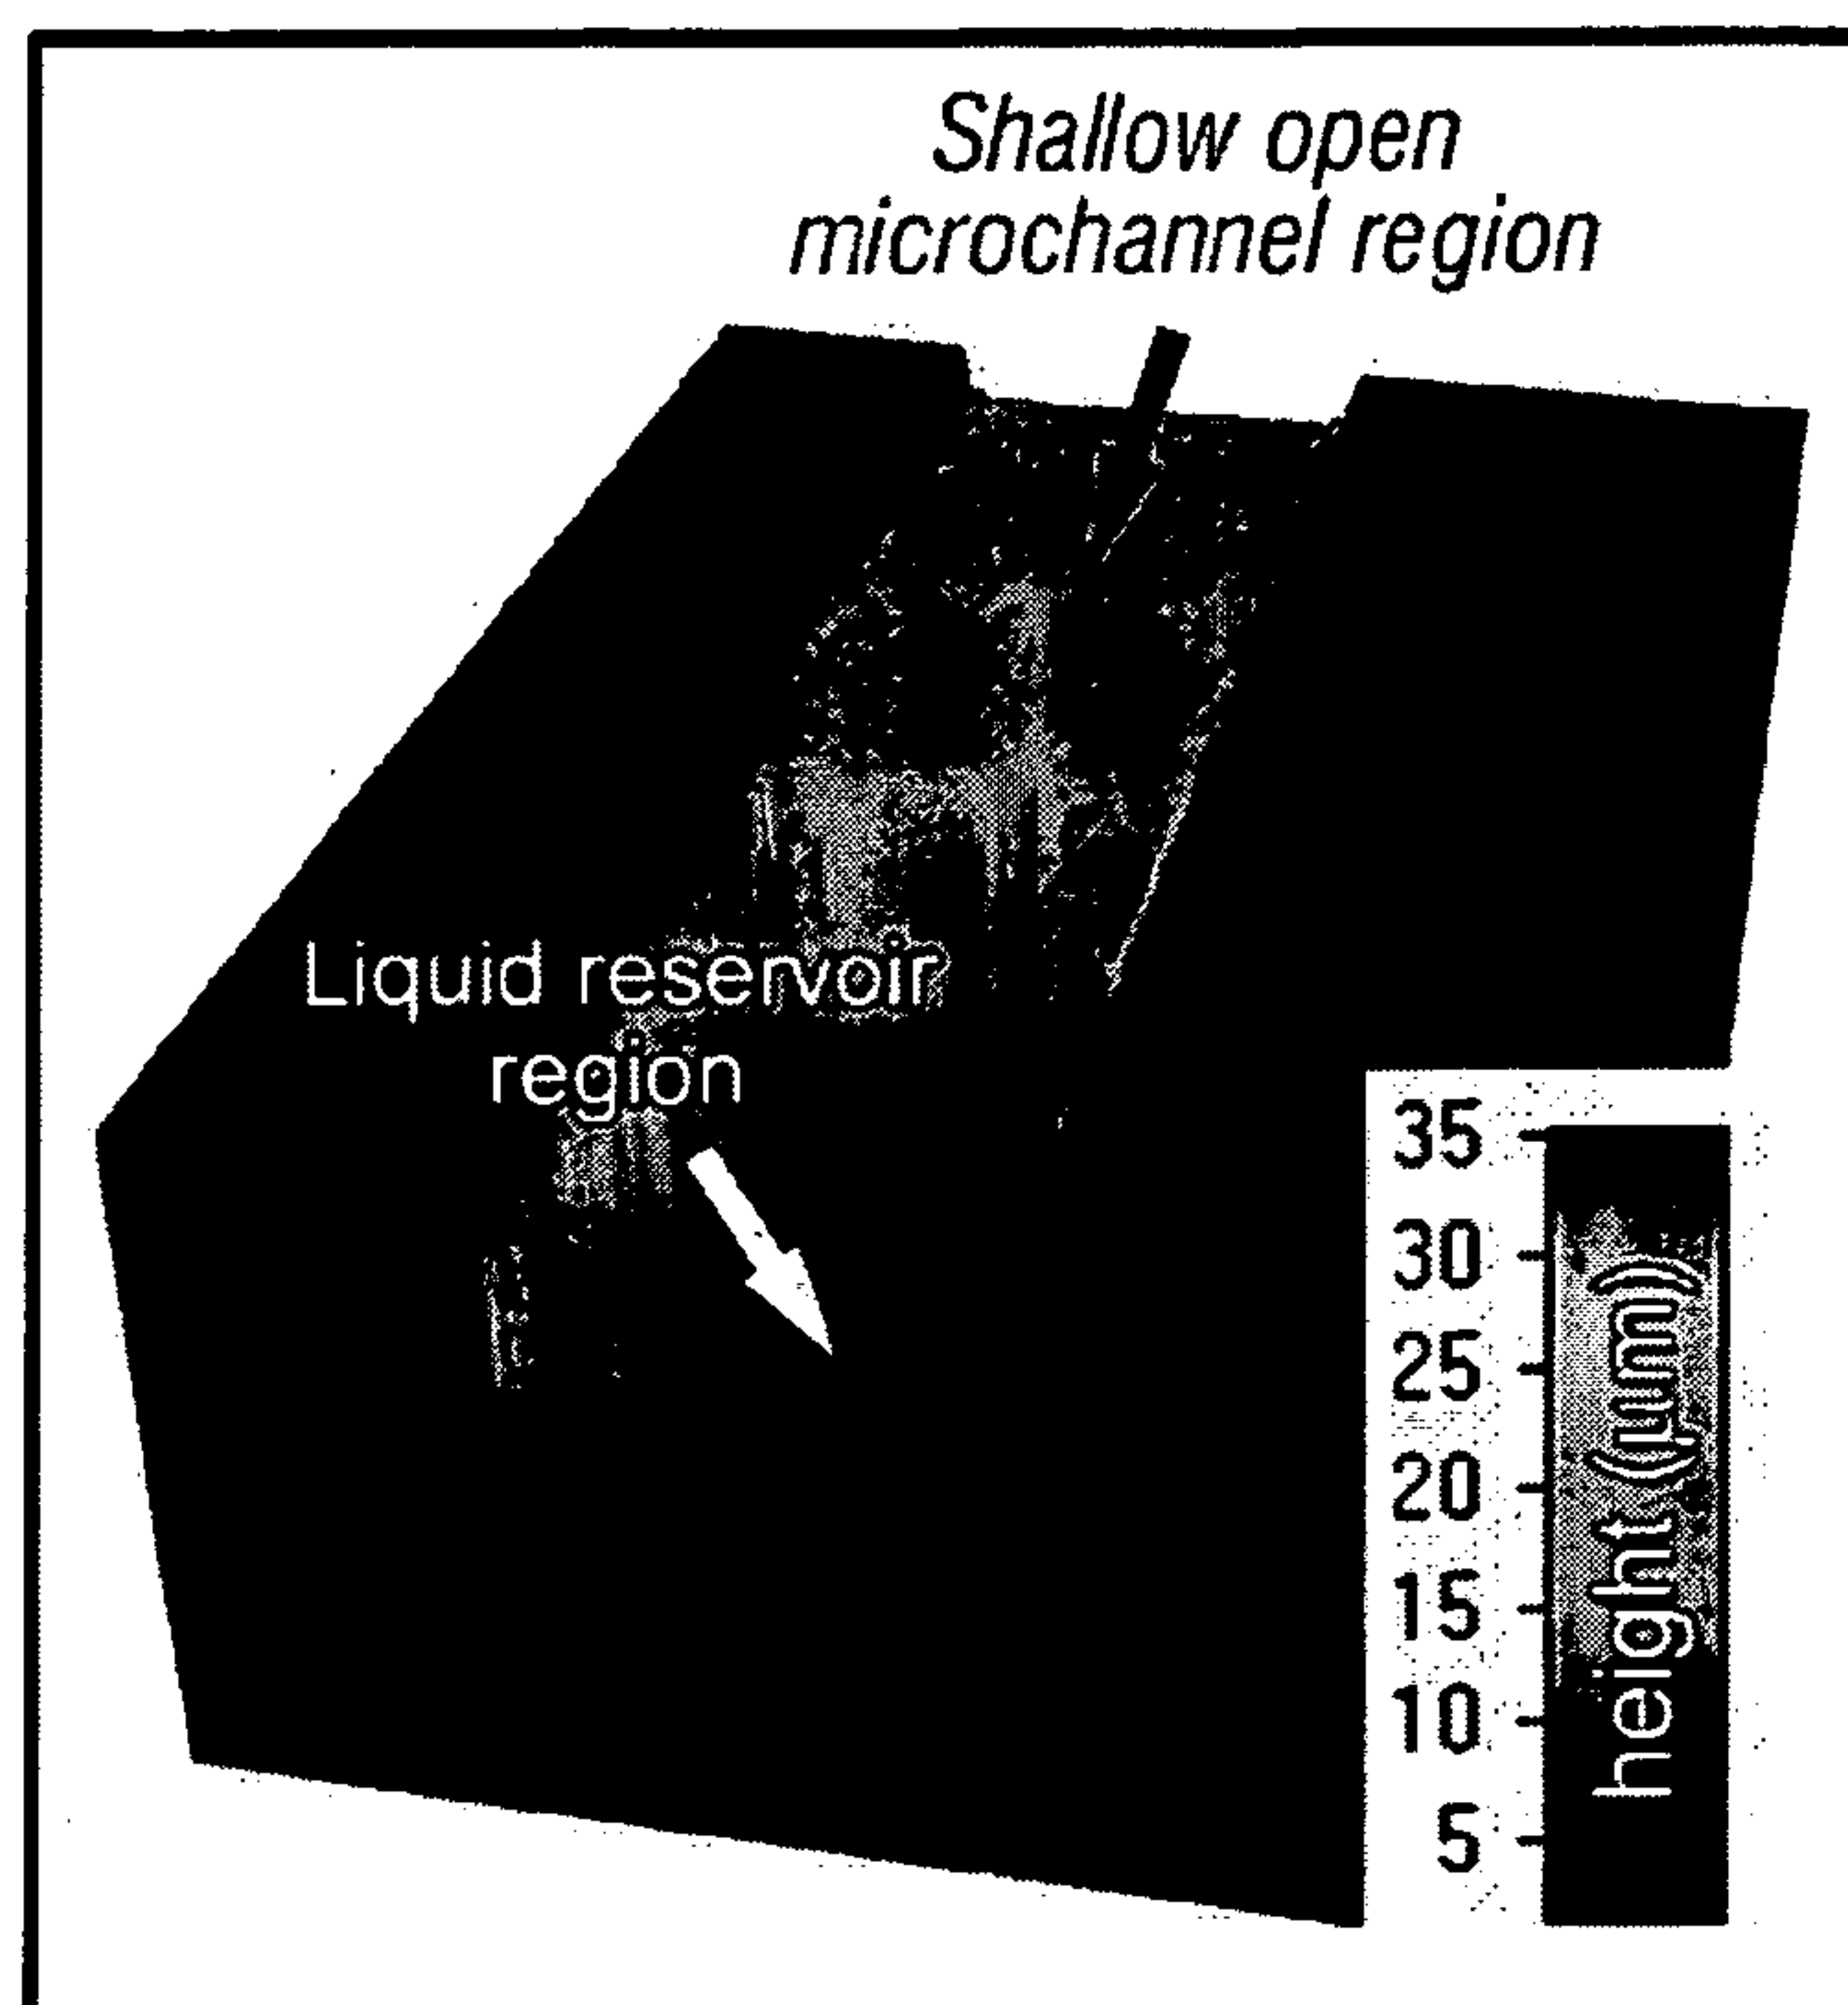 Shallow open
microchannel region
Liquid reservoir
region
35
30
25
20
15
10
5
height (µm)